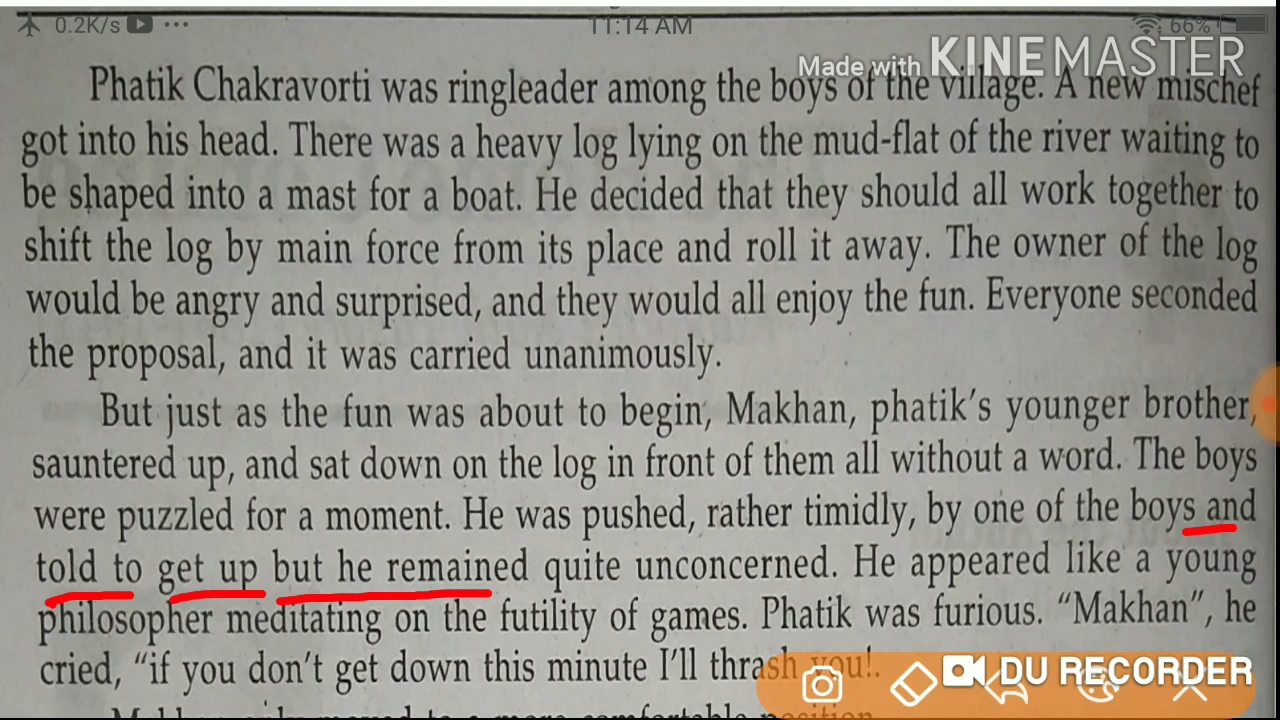 0.2K/s
11:14 AM
66%
Made with KINEMASTER
Phatik Chakravorti was ringleader among the boys of the village. A new mischef
got into his head. There was a heavy log lying on the mud-flat of the river waiting to
be shaped into a mast for a boat. He decided that they should all work together to
shift the log by main force from its place and roll it away. The owner of the log
would be angry and surprised, and they would all enjoy the fun. Everyone seconded
the proposal, and it was carried unanimously.
But just as the fun was about to begin, Makhan, phatik's younger brother,
sauntered up, and sat down on the log in front of them all without a word. The boys
were puzzled for a moment. He was pushed, rather timidly, by one of the boys and
told to get up but he remained quite unconcerned. He appeared like a young
philosopher meditating on the futility of games. Phatik was furious. “Makhan”, he
cried, “if you don't get down this minute I'll thrash you!.
DU RECORDER
a more comfortable position